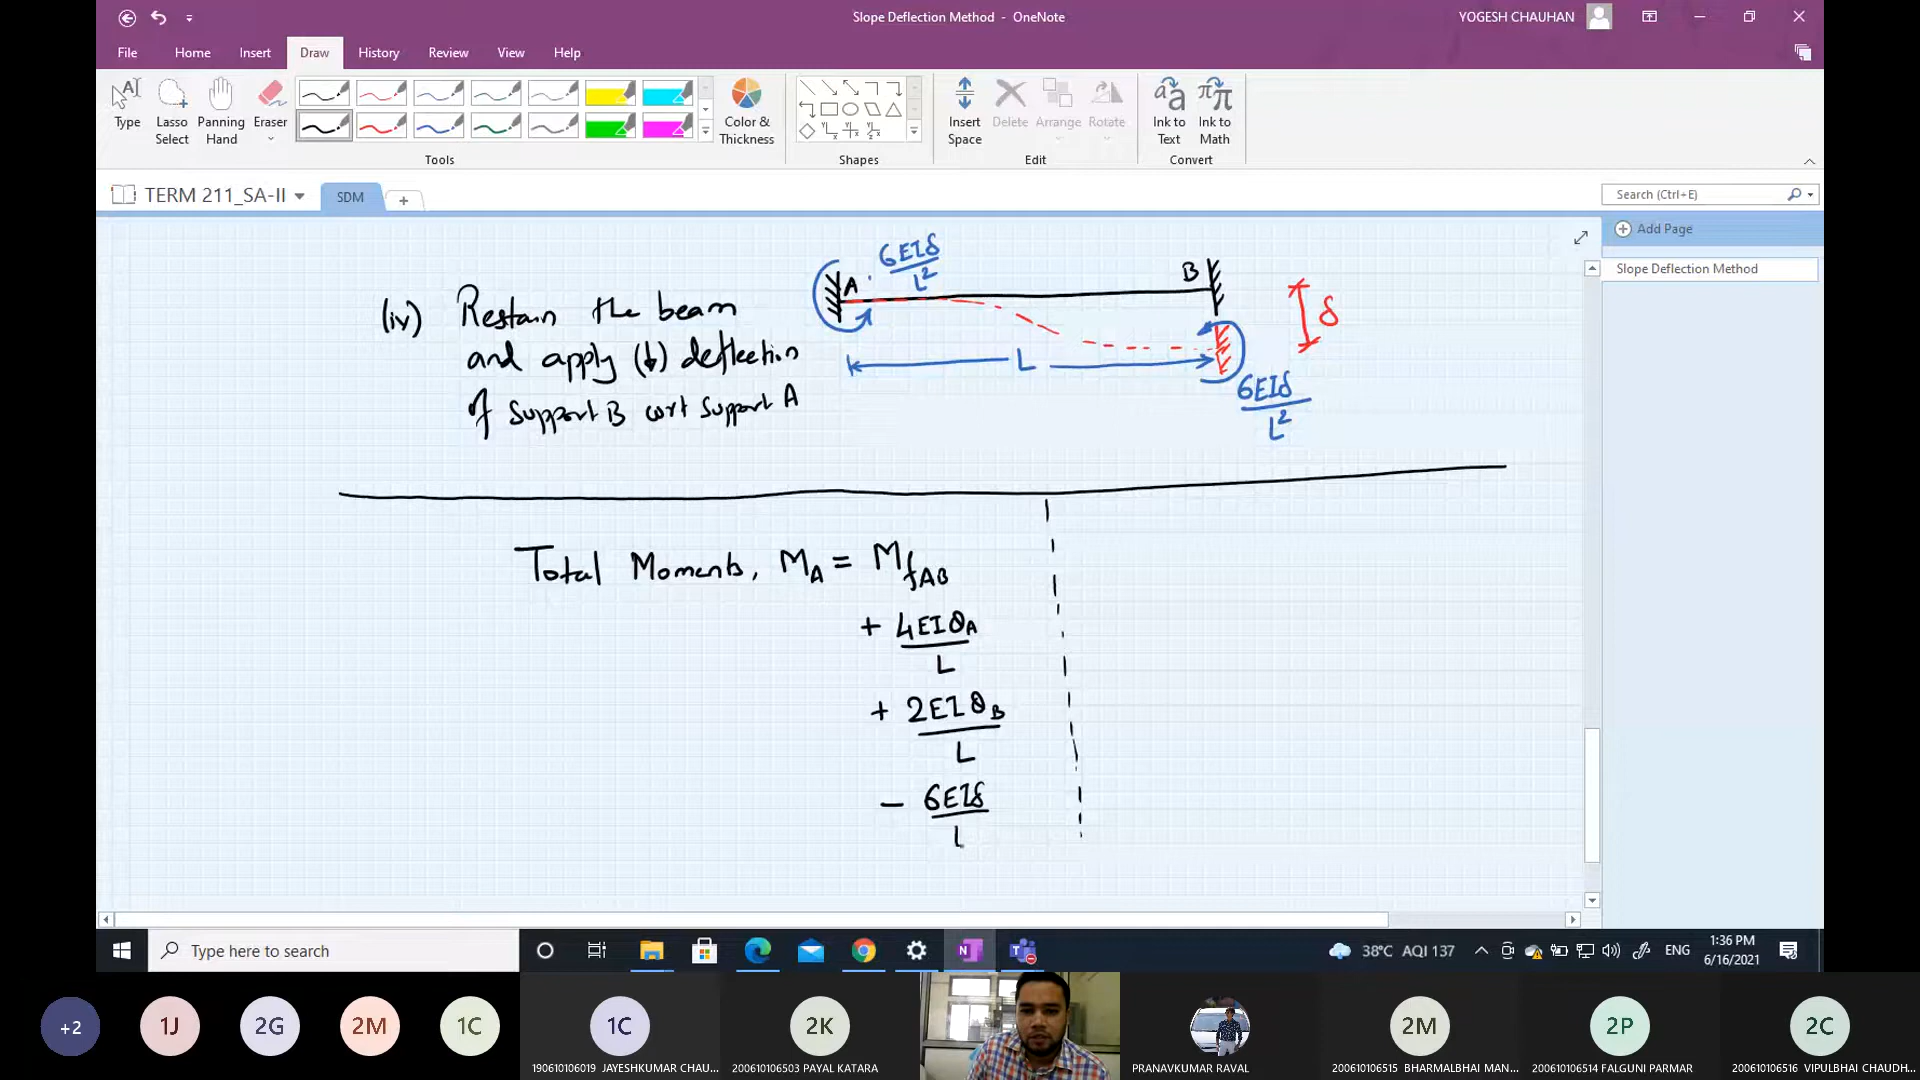 Slope Deflection Method - OneNote
YOGESH CHAUHAN
File Home Insert Draw History Review View Help
Type
Lasso Select
Panning Hand
Eraser
Color & Thickness
Insert Space
Delete
Arrange
Rotate
Ink to Text
Ink to Math
Tools
Shapes
Edit
Convert
TERM 211_SA-II
SDM
Search (Ctrl+E)
Add Page
Slope Deflection Method
(iv) Restain the beam
and apply (↓) deflection
of support B wrt support A
6EIδ
L²
A
B
δ
L
6EIδ
L²
Total Moments, MA = MfAB
+ 4EIθA
L
+ 2EIθB
L
- 6EIδ
L
Type here to search
38°C AQI 137
ENG
1:36 PM
6/16/2021
+2
1J
2G
2M
1C
1C
2K
2M
2P
2C
190610106019 JAYESHKUMAR CHAU...
200610106503 PAYAL KATARA
PRANAVKUMAR RAVAL
200610106515 BHARMALBHAI MAN...
200610106514 FALGUNI PARMAR
200610106516 VIPULBHAI CHAUDH...